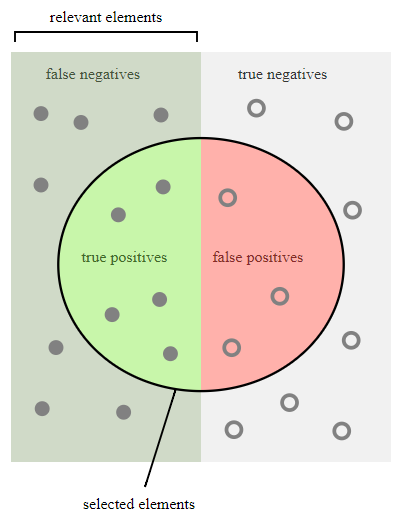 relevant elements
false negatives
true negatives
true positives
false positives
selected elements